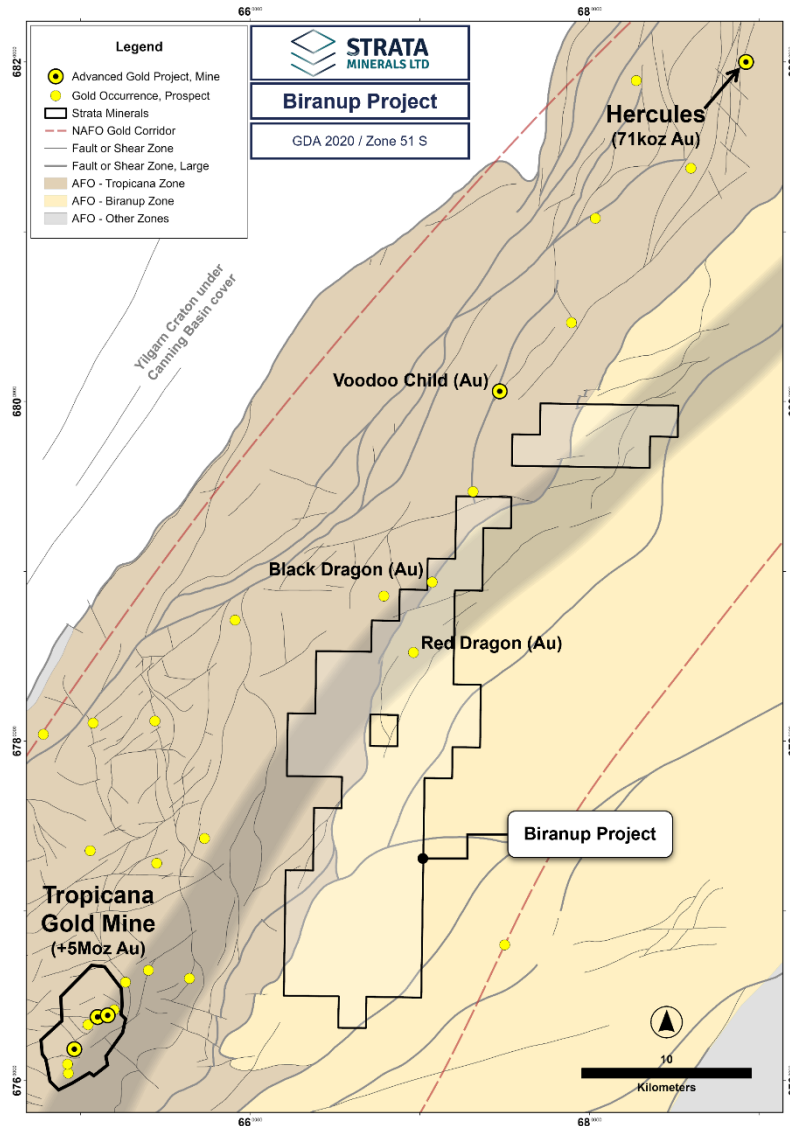 Legend
Advanced Gold Project, Mine
Gold Occurrence, Prospect
Strata Minerals
NAFO Gold Corridor
Fault or Shear Zone
Fault or Shear Zone, Large
AFO - Tropicana Zone
AFO - Biranup Zone
AFO - Other Zones
STRATA
MINERALS LTD
Biranup Project
GDA 2020 / Zone 51 S
Hercules
(71koz Au)
Yilgarn Craton under
Canning Basin cover
Voodoo Child (Au)
Black Dragon (Au)
Red Dragon (Au)
Biranup Project
Tropicana
Gold Mine
(+5Moz Au)
10
Kilometers